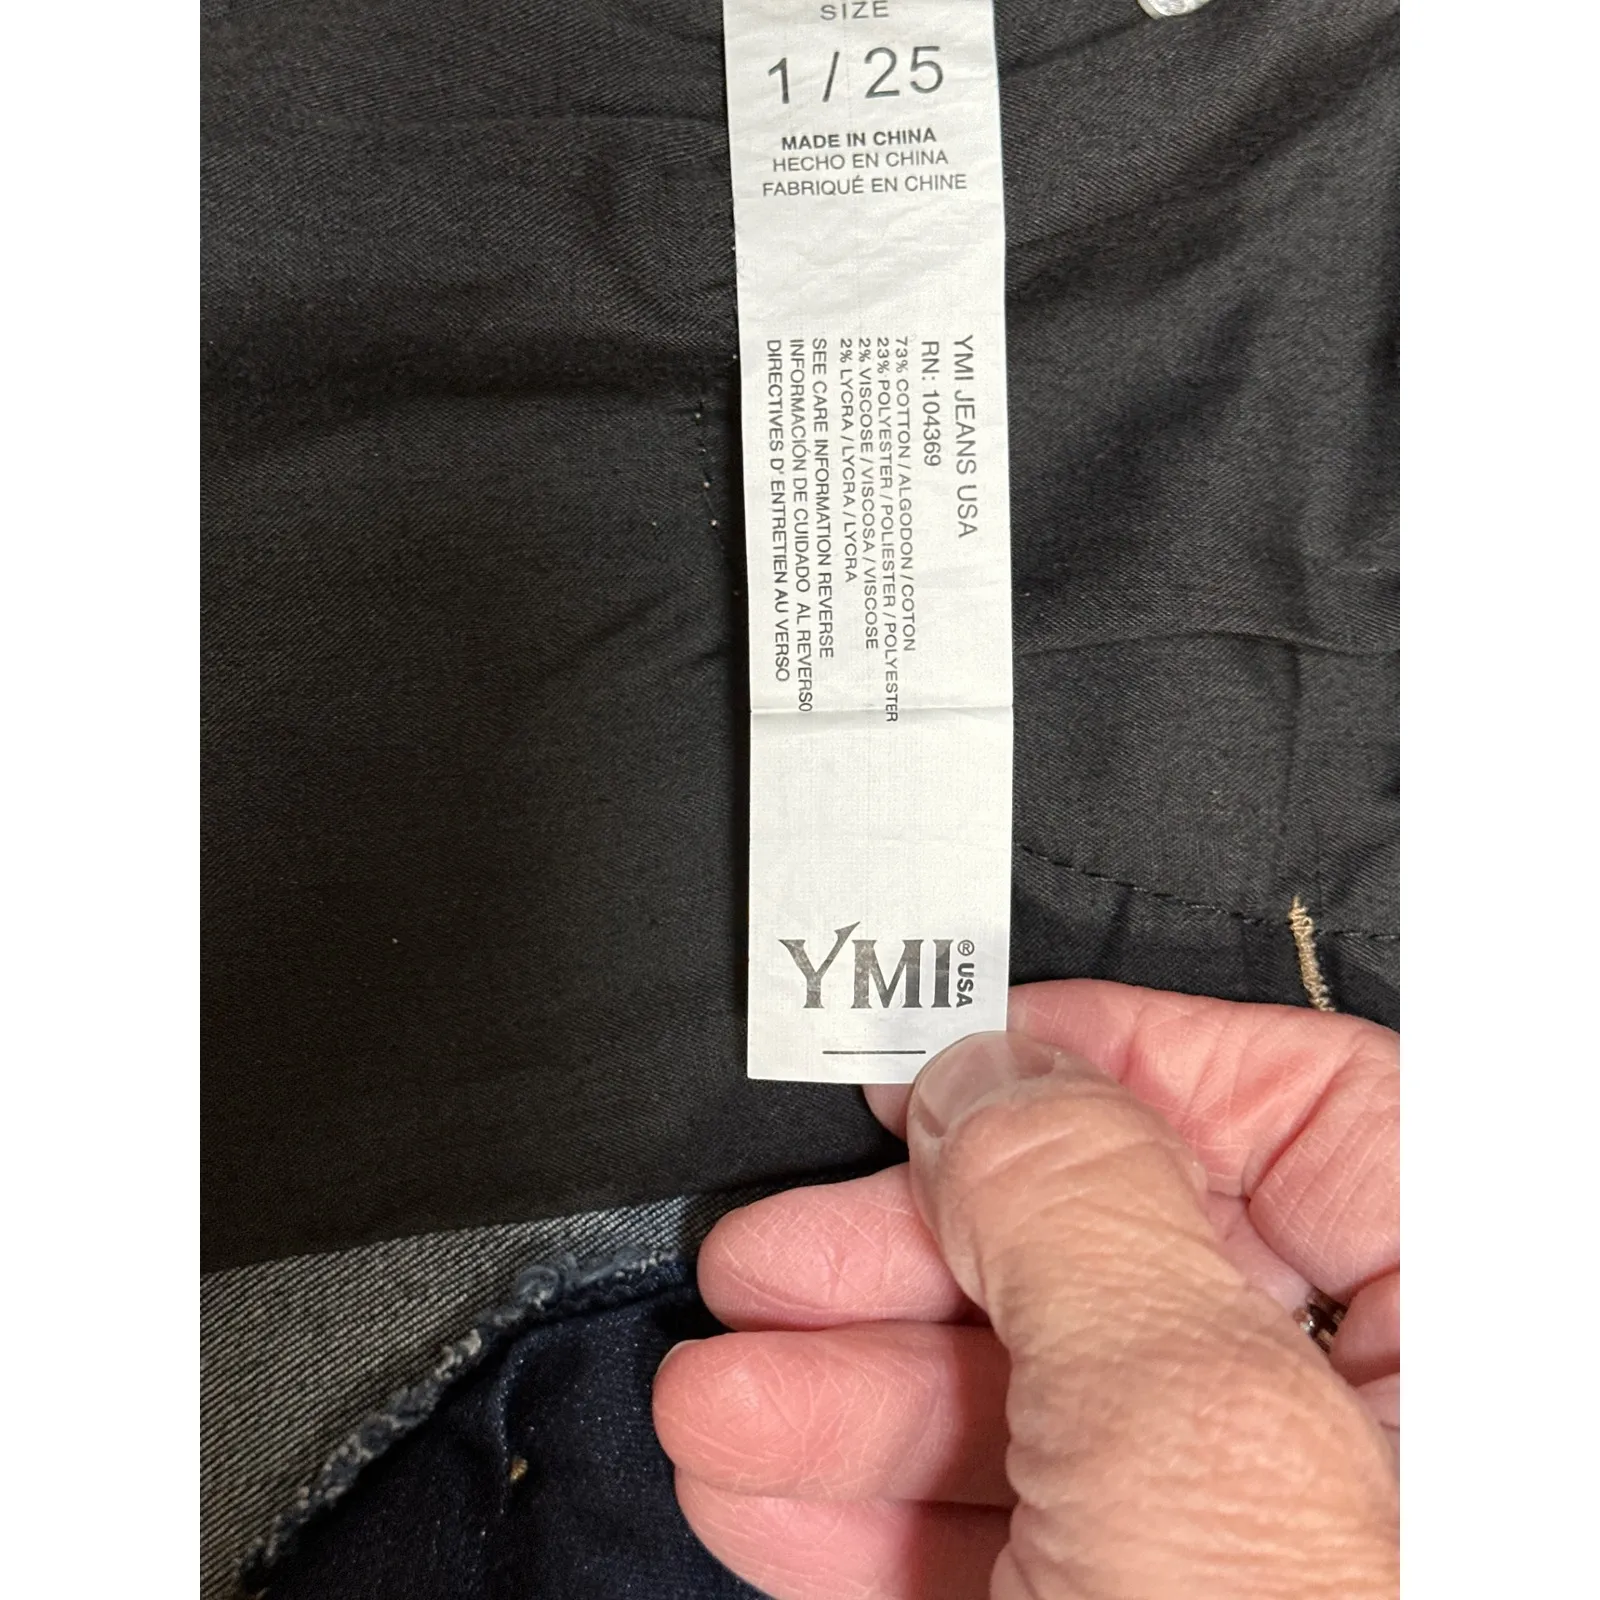 SIZE
1 / 25
MADE IN CHINA
HECHO EN CHINA
FABRIQUÉ EN CHINE
YMI JEANS USA
RN: 104369
73% COTTON / ALGODON / COTON
23% POLYESTER / POLIESTER / POLYESTER
2% VISCOSE / VISCOSA / VISCOSE
2% LYCRA / LYCRA / LYCRA
SEE CARE INFORMATION REVERSE
INFORMACIÓN DE CUIDADO AL REVERSO
DIRECTIVES D' ENTRETIEN AU VERSO
YMI® USA